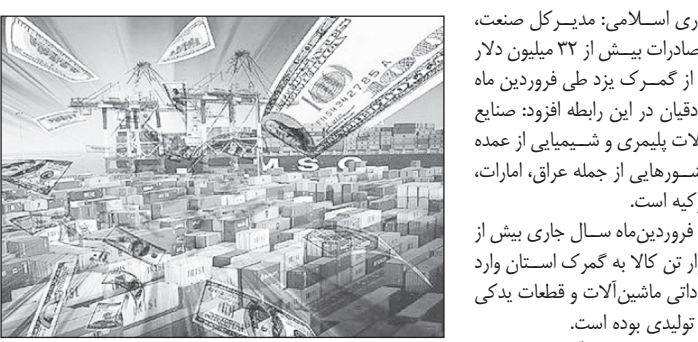 ری اسلامی: مدیرکل صنعت،
صادرات بیش از ۳۲ میلیون دلار
از گمرک یزد طی فروردین ماه
دقیان در این رابطه افزود: صنایع
لات پلیمری و شیمیایی از عمده
شورهایی از جمله عراق، امارات،
رکیه است.
فروردین‌ماه سال جاری بیش از
ار تن کالا به گمرک استان وارد
داتی ماشین‌آلات و قطعات یدکی
تولیدی بوده است.
MSC